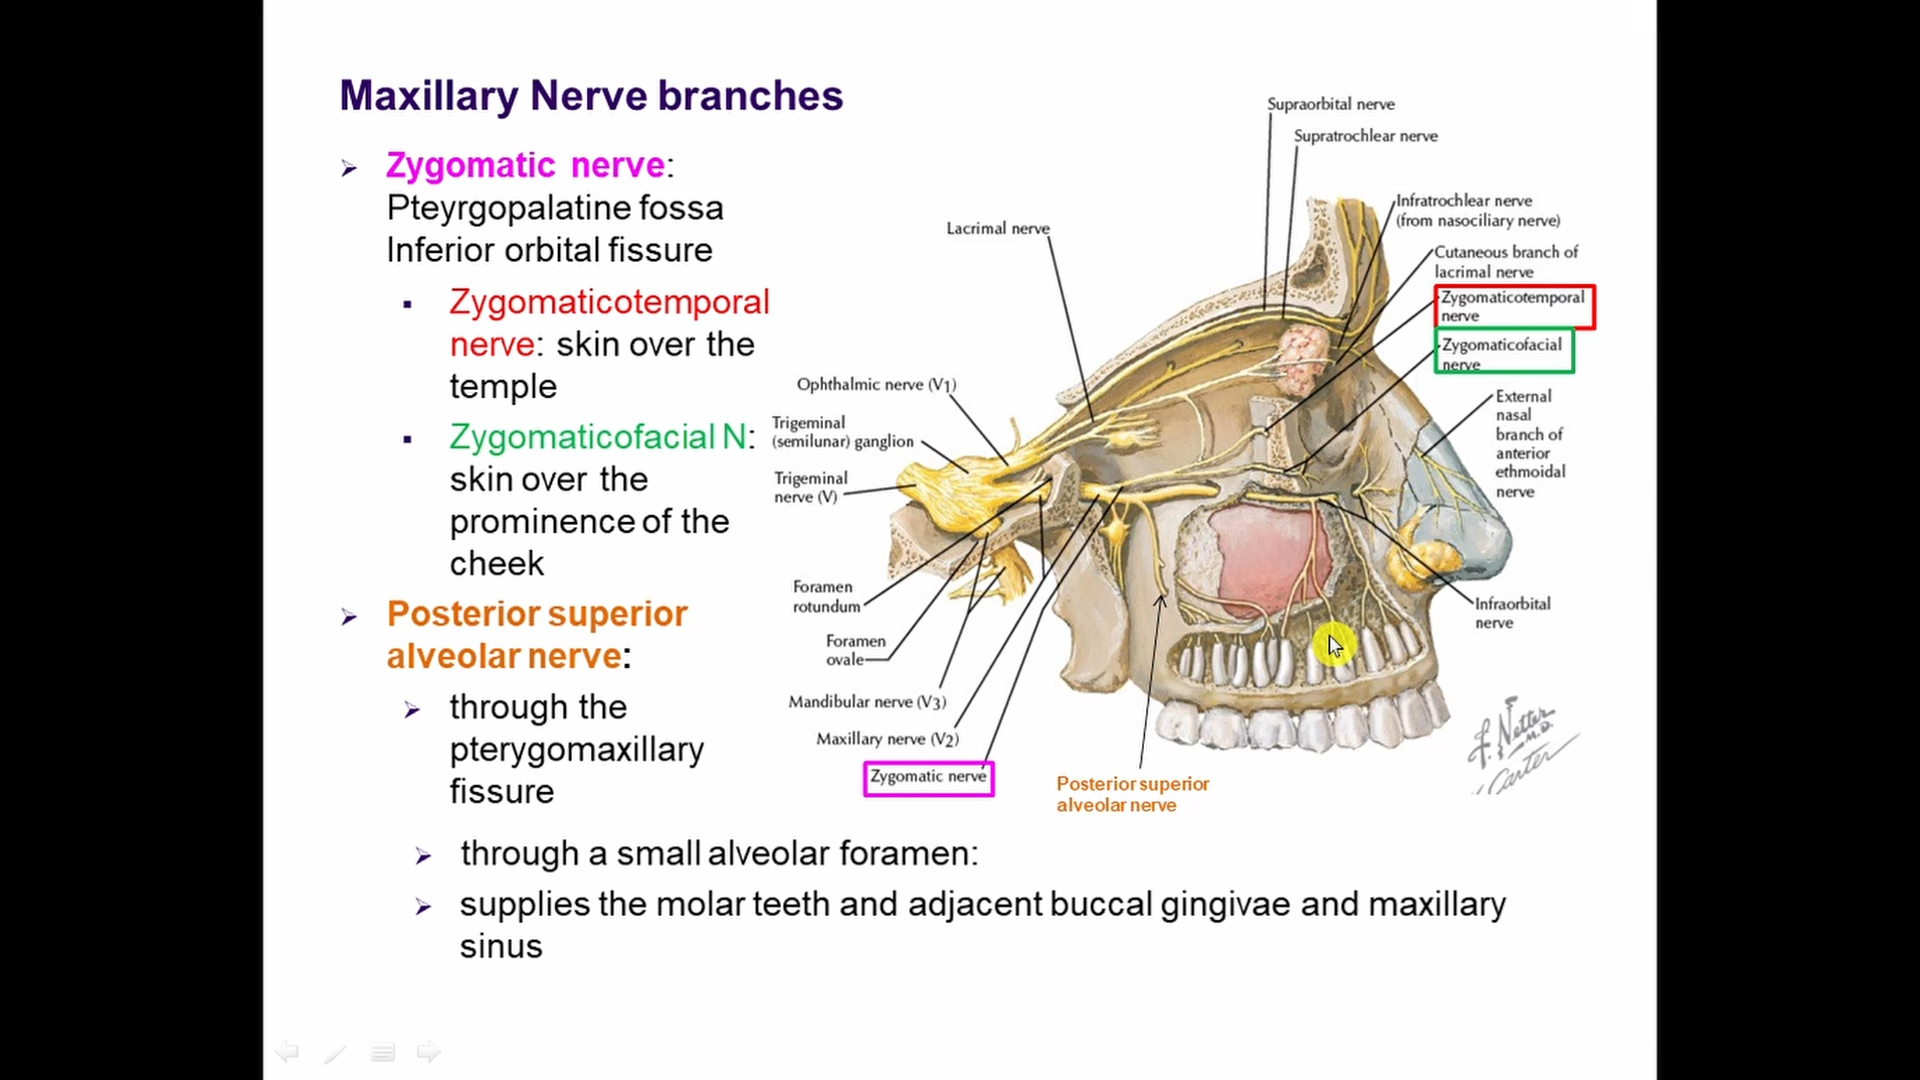 Maxillary Nerve branches
Zygomatic nerve:
Pteyrgopalatine fossa
Inferior orbital fissure
Zygomaticotemporal
nerve: skin over the
temple
Zygomaticofacial N:
skin over the
prominence of the
cheek
Posterior superior
alveolar nerve:
through the
pterygomaxillary
fissure
through a small alveolar foramen:
supplies the molar teeth and adjacent buccal gingivae and maxillary
sinus
Supraorbital nerve
Supratrochlear nerve
Infratrochlear nerve
(from nasociliary nerve)
Lacrimal nerve
Cutaneous branch of
lacrimal nerve
Zygomaticotemporal
nerve
Zygomaticofacial
nerve
Ophthalmic nerve (V1)
External
nasal
branch of
anterior
ethmoidal
nerve
Trigeminal
(semilunar) ganglion
Trigeminal
nerve (V)
Foramen
rotundum
Infraorbital
nerve
Foramen
ovale
Mandibular nerve (V3)
Maxillary nerve (V2)
Zygomatic nerve
Posterior superior
alveolar nerve
F. Netter
M.D.
Carter